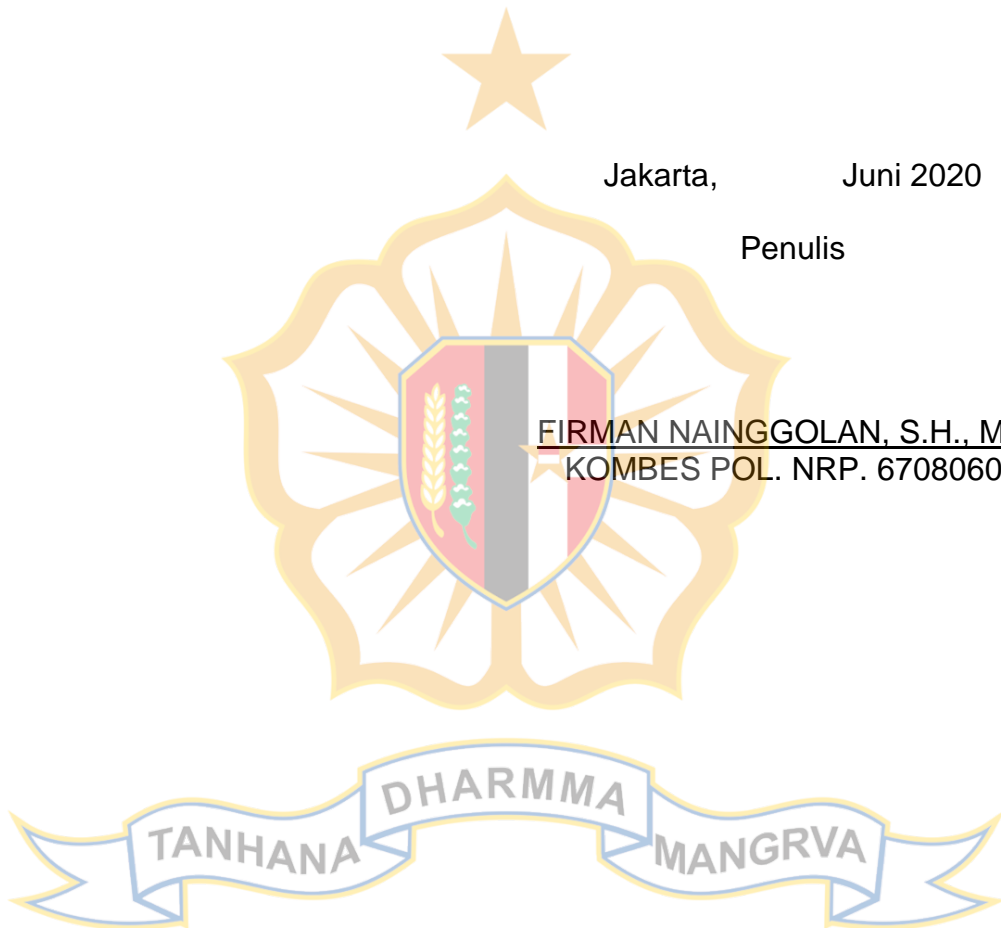 Jakarta, Juni 2020
Penulis
FIRMAN NAINGGOLAN, S.H., M
KOMBES POL. NRP. 6708060
TANHANA DHARMMA MANGRVA